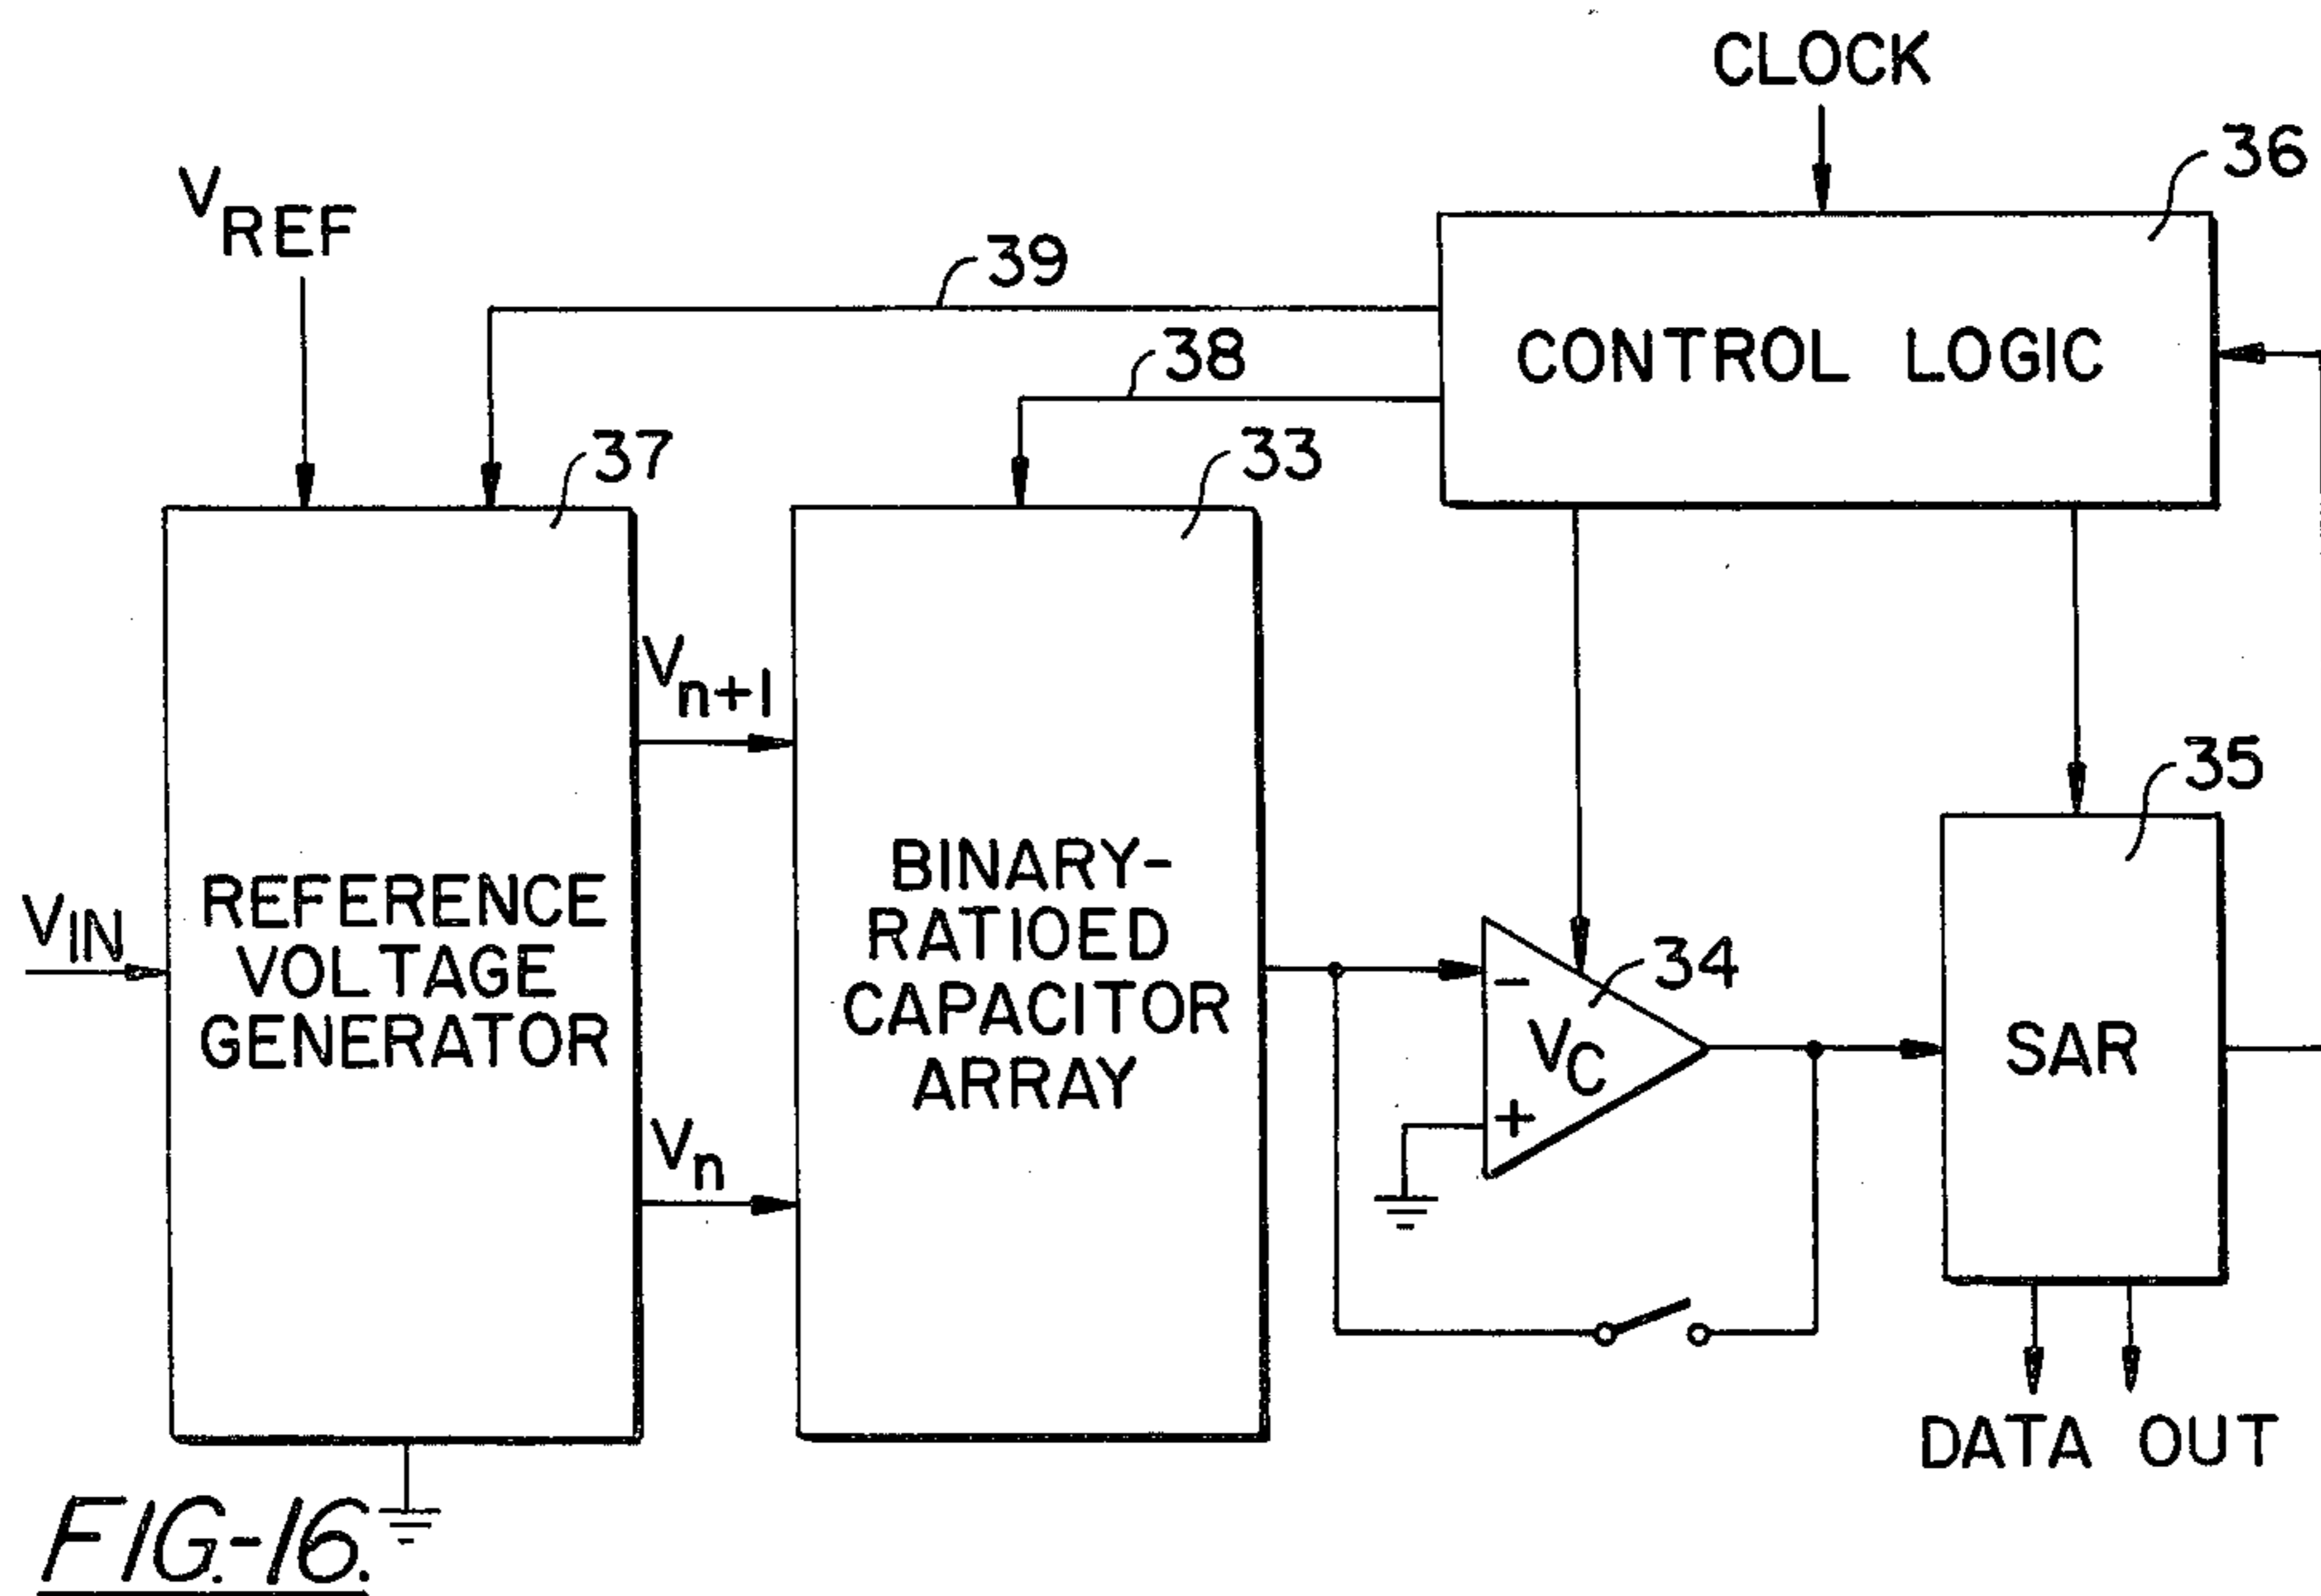 CLOCK
36
VREF
39
CONTROL LOGIC
38
37
33
Vn+1
35
BINARY-
RATIOED
CAPACITOR
ARRAY
REFERENCE
VOLTAGE
GENERATOR
VIN
34
-
VC
+
SAR
Vn
DATA OUT
FIG.-16.